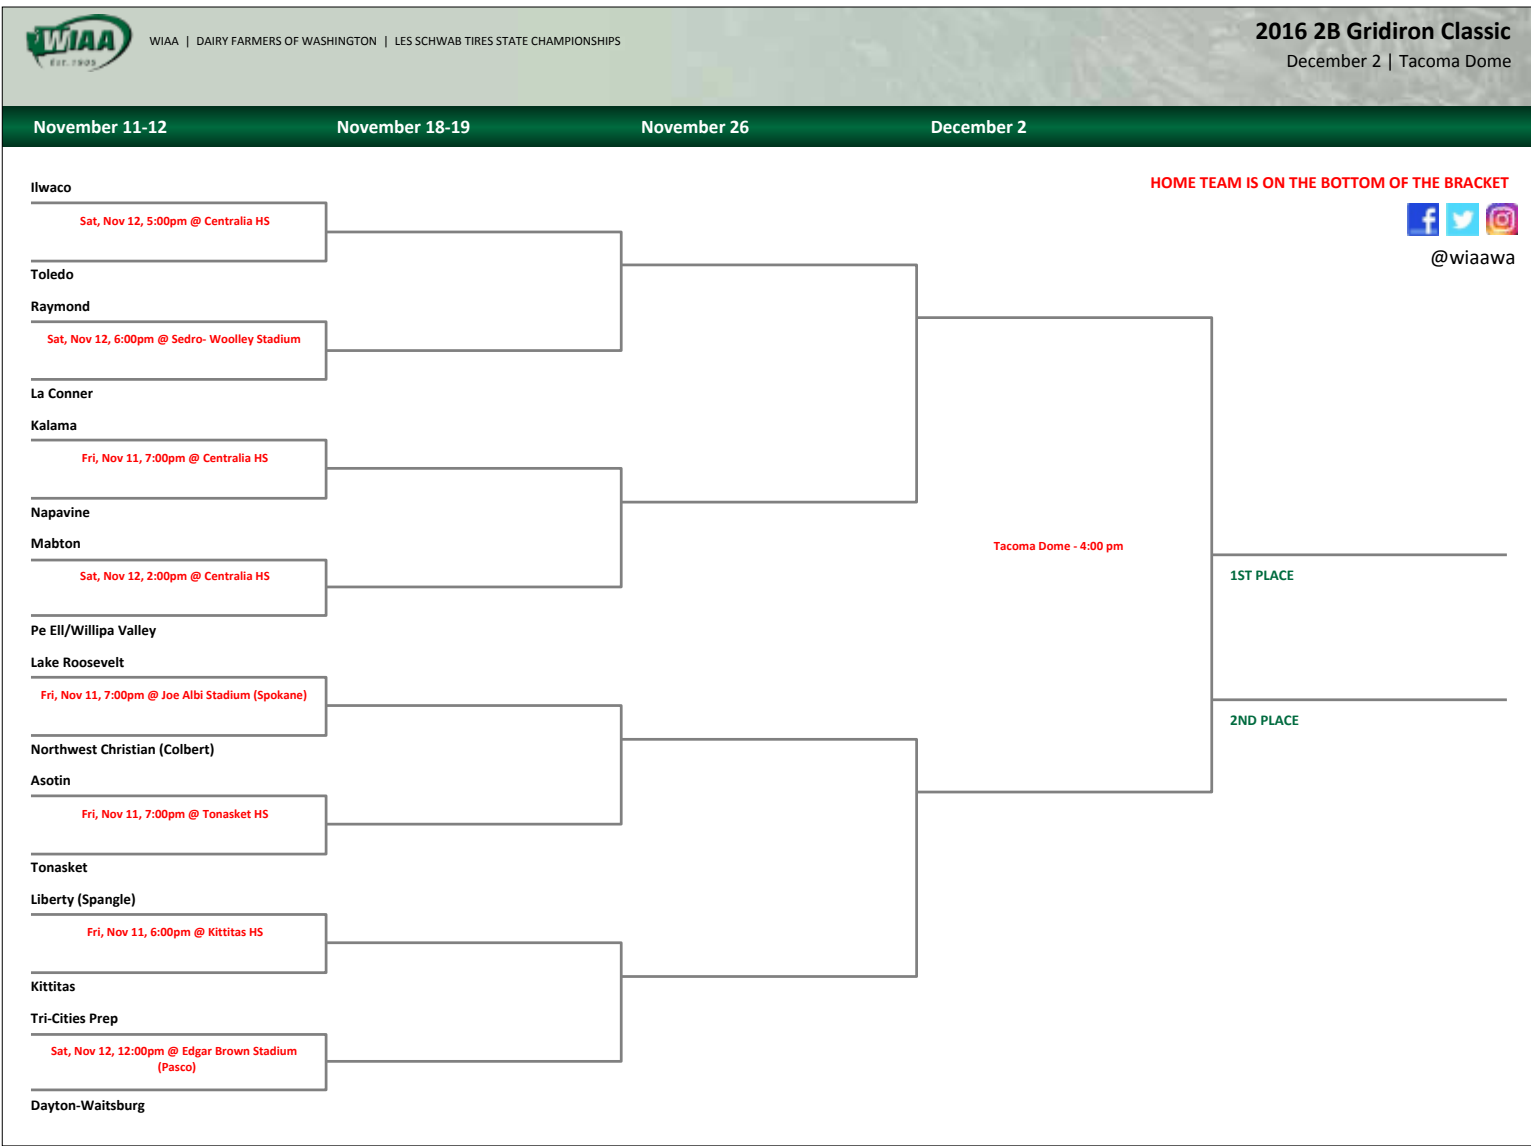 WIAA
EST. 1905
WIAA | DAIRY FARMERS OF WASHINGTON | LES SCHWAB TIRES STATE CHAMPIONSHIPS
2016 2B Gridiron Classic
December 2 | Tacoma Dome
November 11-12
November 18-19
November 26
December 2
HOME TEAM IS ON THE BOTTOM OF THE BRACKET
@wiaawa
Ilwaco
Sat, Nov 12, 5:00pm @ Centralia HS
Toledo
Raymond
Sat, Nov 12, 6:00pm @ Sedro- Woolley Stadium
La Conner
Kalama
Fri, Nov 11, 7:00pm @ Centralia HS
Napavine
Mabton
Sat, Nov 12, 2:00pm @ Centralia HS
Pe Ell/Willipa Valley
Lake Roosevelt
Fri, Nov 11, 7:00pm @ Joe Albi Stadium (Spokane)
Northwest Christian (Colbert)
Asotin
Fri, Nov 11, 7:00pm @ Tonasket HS
Tonasket
Liberty (Spangle)
Fri, Nov 11, 6:00pm @ Kittitas HS
Kittitas
Tri-Cities Prep
Sat, Nov 12, 12:00pm @ Edgar Brown Stadium
(Pasco)
Dayton-Waitsburg
Tacoma Dome - 4:00 pm
1ST PLACE
2ND PLACE